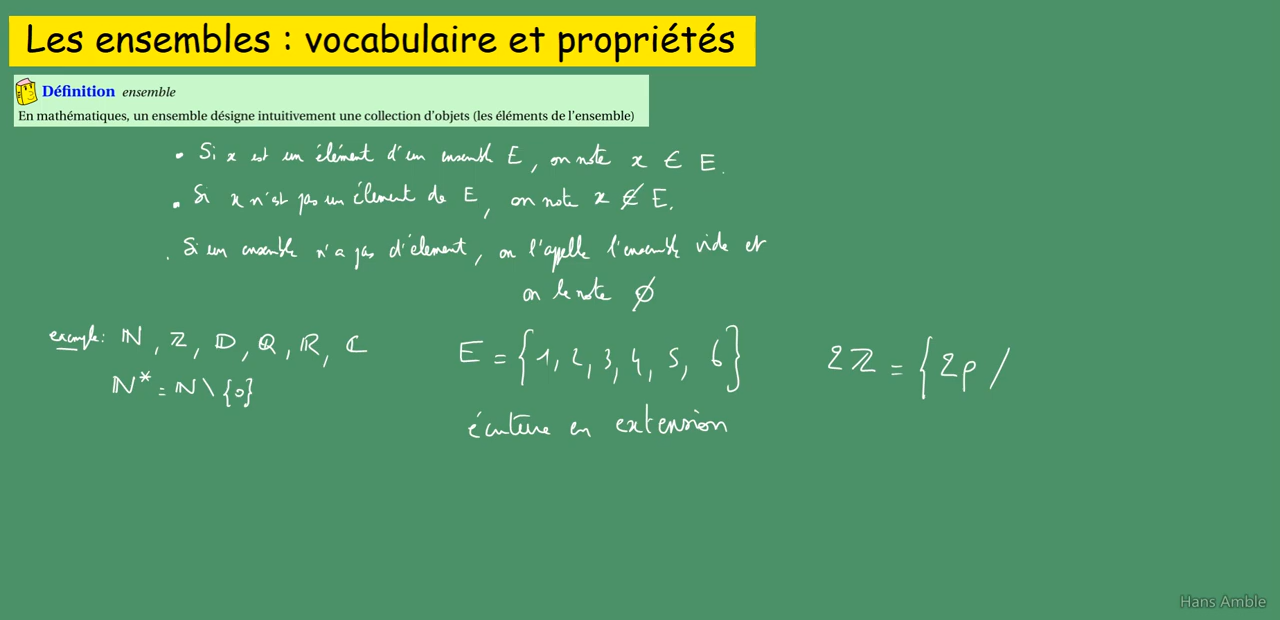 Les ensembles : vocabulaire et propriétés
Définition ensemble
En mathématiques, un ensemble désigne intuitivement une collection d'objets (les éléments de l'ensemble)
• Si x est un élément d'un ensemble E, on note x ∈ E.
• Si x n'est pas un élément de E, on note x ∉ E.
. Si un ensemble n'a pas d'élement, on l'appelle l'ensemble vide et
on le note ∅
exemple: ℕ, ℤ, 𝔻, ℚ, ℝ, ℂ
ℕ* = ℕ \ {0}
E = {1, 2, 3, 4, 5, 6}
écriture en extension
2ℤ = {2p /
Hans Amble